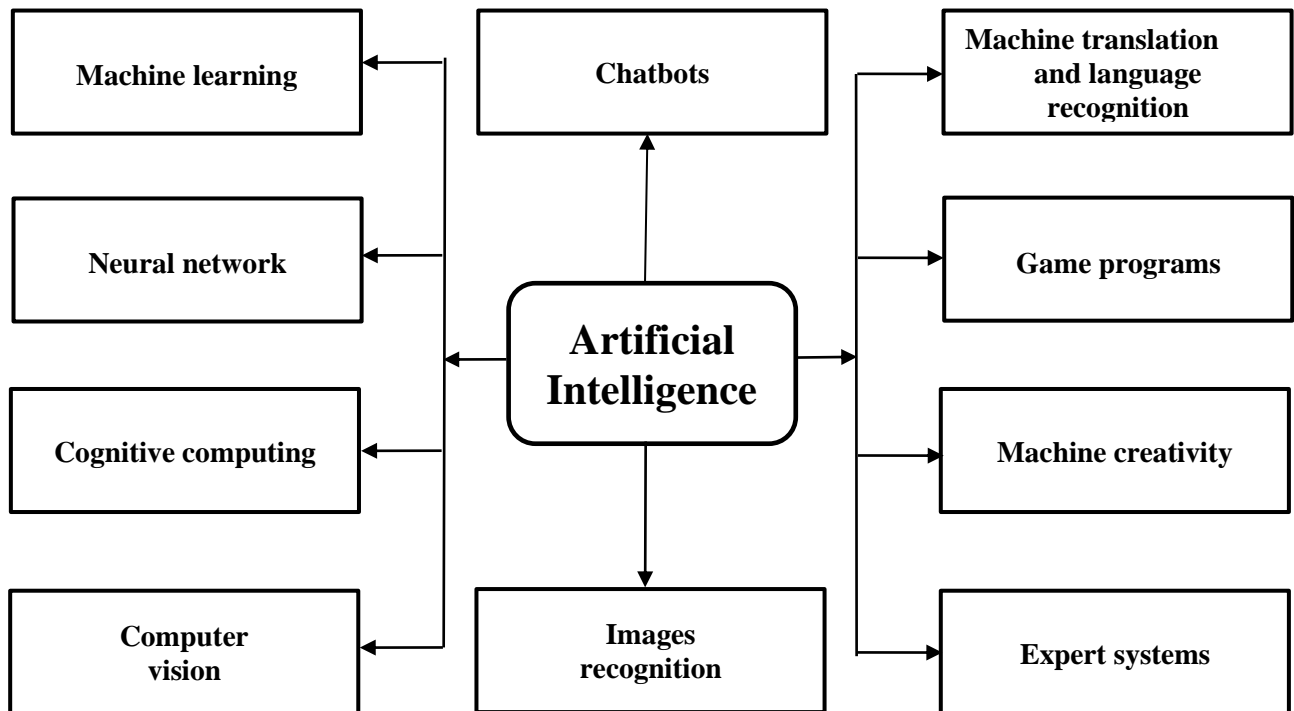 Machine learning
Chatbots
Machine translation
and language
recognition
Neural network
Game programs
Artificial
Intelligence
Cognitive computing
Machine creativity
Computer
vision
Images
recognition
Expert systems